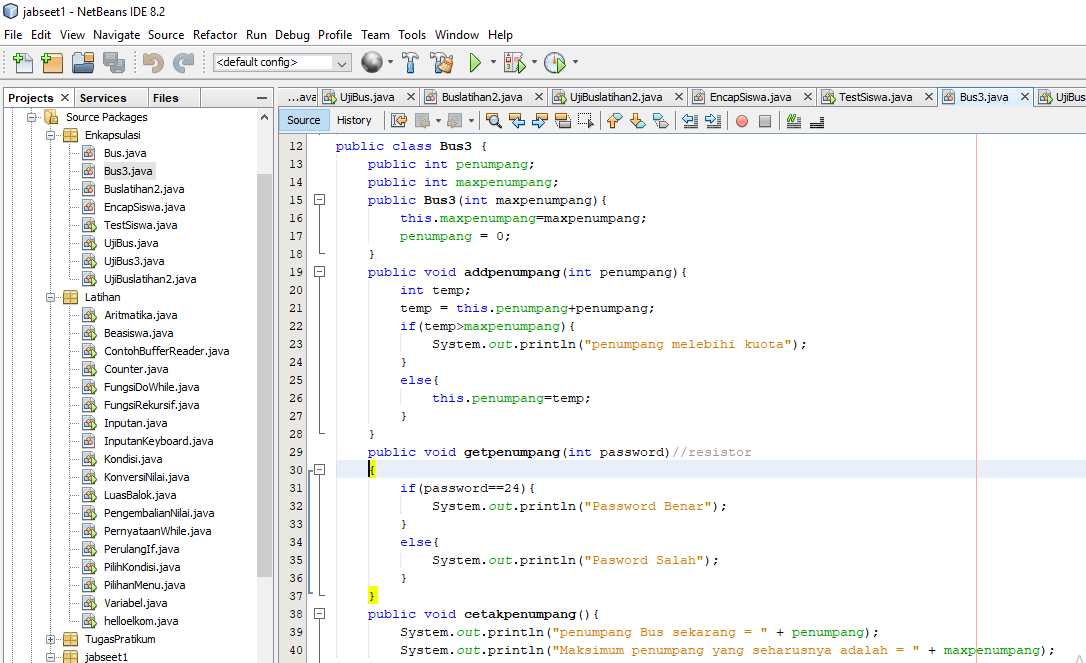 jabseet1 - NetBeans IDE 8.2
File Edit View Navigate Source Refactor Run Debug Profile Team Tools Window Help
<default config>
Projects Services Files
...ava UjiBus.java Buslatihan2.java UjiBuslatihan2.java EncapSiswa.java TestSiswa.java Bus3.java UjiBus
Source History
Source Packages
Enkapsulasi
Bus.java
Bus3.java
Buslatihan2.java
EncapSiswa.java
TestSiswa.java
UjiBus.java
UjiBus3.java
UjiBuslatihan2.java
Latihan
Aritmatika.java
Beasiswa.java
ContohBufferReader.java
Counter.java
FungsiDoWhile.java
FungsiRekursif.java
Inputan.java
InputanKeyboard.java
Kondisi.java
KonversiNilai.java
LuasBalok.java
PengembalianNilai.java
PernyataanWhile.java
PerulangIf.java
PilihKondisi.java
PilihanMenu.java
Variabel.java
helloelkom.java
TugasPratikum
jabseet1
12 public class Bus3 {
13 public int penumpang;
14 public int maxpenumpang;
15 public Bus3(int maxpenumpang){
16 this.maxpenumpang=maxpenumpang;
17 penumpang = 0;
18 }
19 public void addpenumpang(int penumpang){
20 int temp;
21 temp = this.penumpang+penumpang;
22 if(temp>maxpenumpang){
23 System.out.println("penumpang melebihi kuota");
24 }
25 else{
26 this.penumpang=temp;
27 }
28 }
29 public void getpenumpang(int password)//resistor
30 {
31 if(password==24){
32 System.out.println("Password Benar");
33 }
34 else{
35 System.out.println("Pasword Salah");
36 }
37 }
38 public void cetakpenumpang(){
39 System.out.println("penumpang Bus sekarang = " + penumpang);
40 System.out.println("Maksimum penumpang yang seharusnya adalah = " + maxpenumpang);